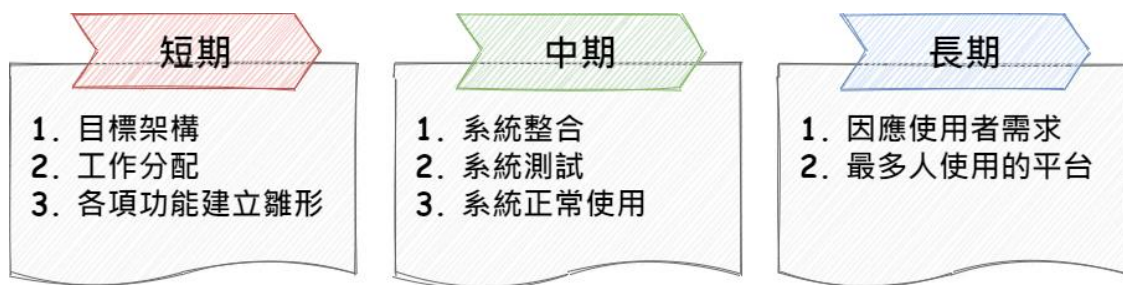 短期
1. 目標架構
2. 工作分配
3. 各項功能建立雛形
中期
1. 系統整合
2. 系統測試
3. 系統正常使用
長期
1. 因應使用者需求
2. 最多人使用的平台